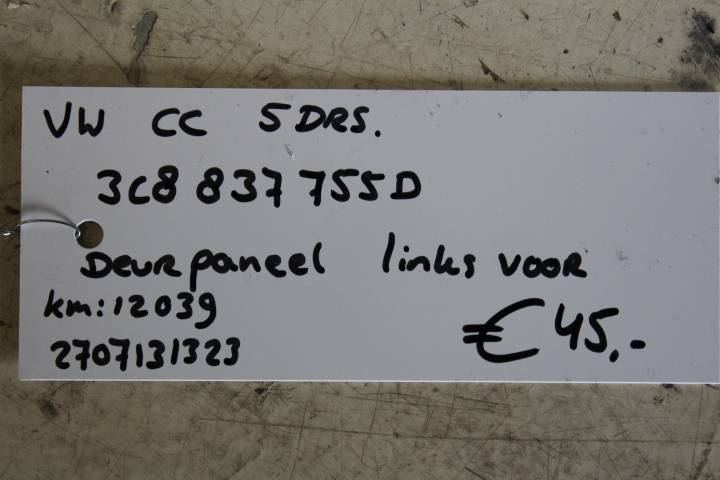 VW CC 5DRS.
3C8 837 755D
Deurpaneel links voor
km: 12039
€ 45,-
2707131323